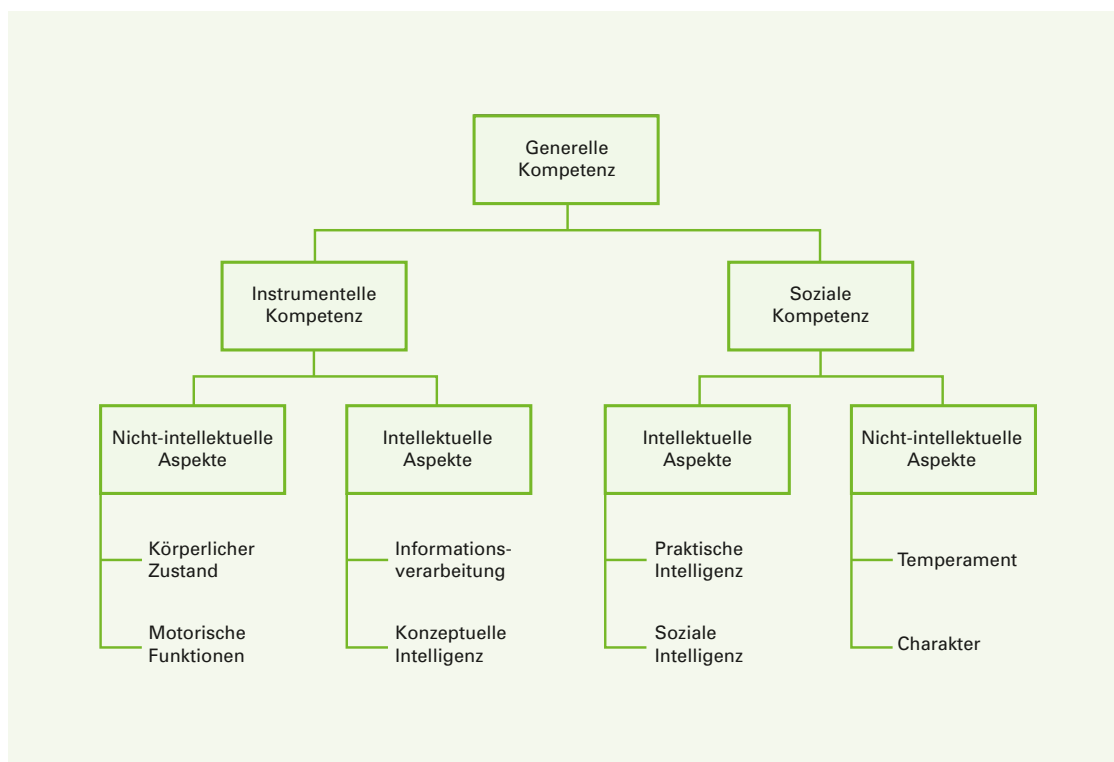 Generelle
Kompetenz
Instrumentelle
Kompetenz
Soziale
Kompetenz
Nicht-intellektuelle
Aspekte
Intellektuelle
Aspekte
Intellektuelle
Aspekte
Nicht-intellektuelle
Aspekte
Körperlicher
Zustand
Motorische
Funktionen
Informations-
verarbeitung
Konzeptuelle
Intelligenz
Praktische
Intelligenz
Soziale
Intelligenz
Temperament
Charakter